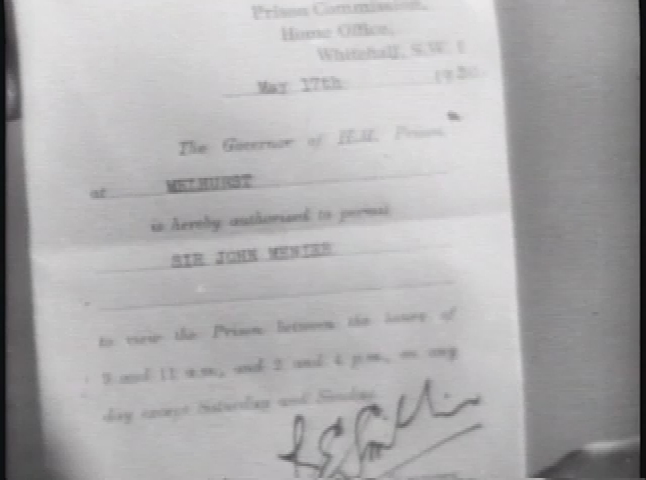 Prison Commission,
Home Office,
Whitehall, S.W. 1
May 17th 1930
The Governor of H.M. Prison
at MELHURST
is hereby authorised to permit
SIR JOHN MENIER
to view the Prison between the hours of
9 and 11 a.m., and 2 and 4 p.m., on any
day except Saturday and Sunday.